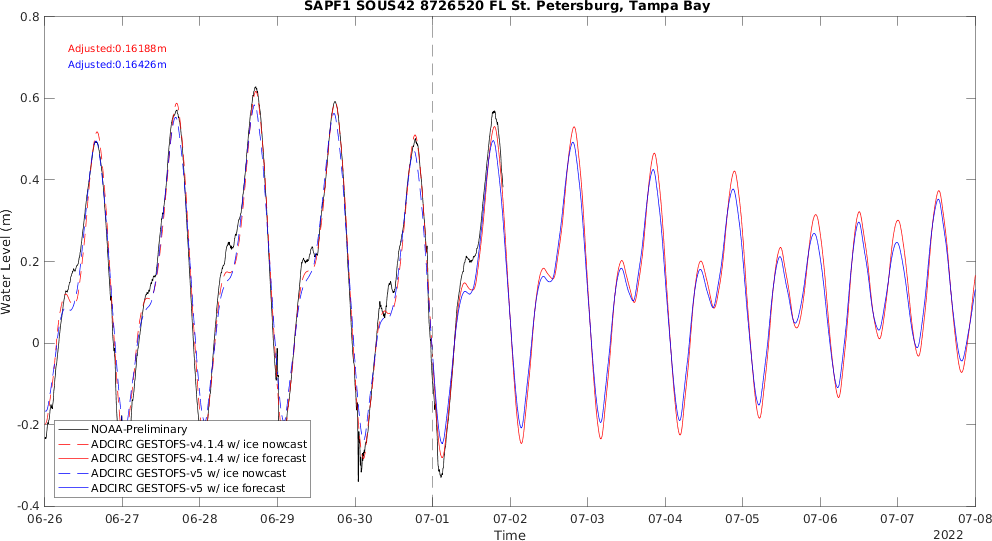 SAPF1 SOUS42 8726520 FL St. Petersburg, Tampa Bay
0.8
Adjusted:0.16188m
Adjusted:0.16426m
0.6
0.4
0.2
0
-0.2
-0.4
Water Level (m)
NOAA-Preliminary
ADCIRC GESTOFS-v4.1.4 w/ ice nowcast
ADCIRC GESTOFS-v4.1.4 w/ ice forecast
ADCIRC GESTOFS-v5 w/ ice nowcast
ADCIRC GESTOFS-v5 w/ ice forecast
06-26 06-27 06-28 06-29 06-30 07-01 07-02 07-03 07-04 07-05 07-06 07-07 07-08
Time
2022